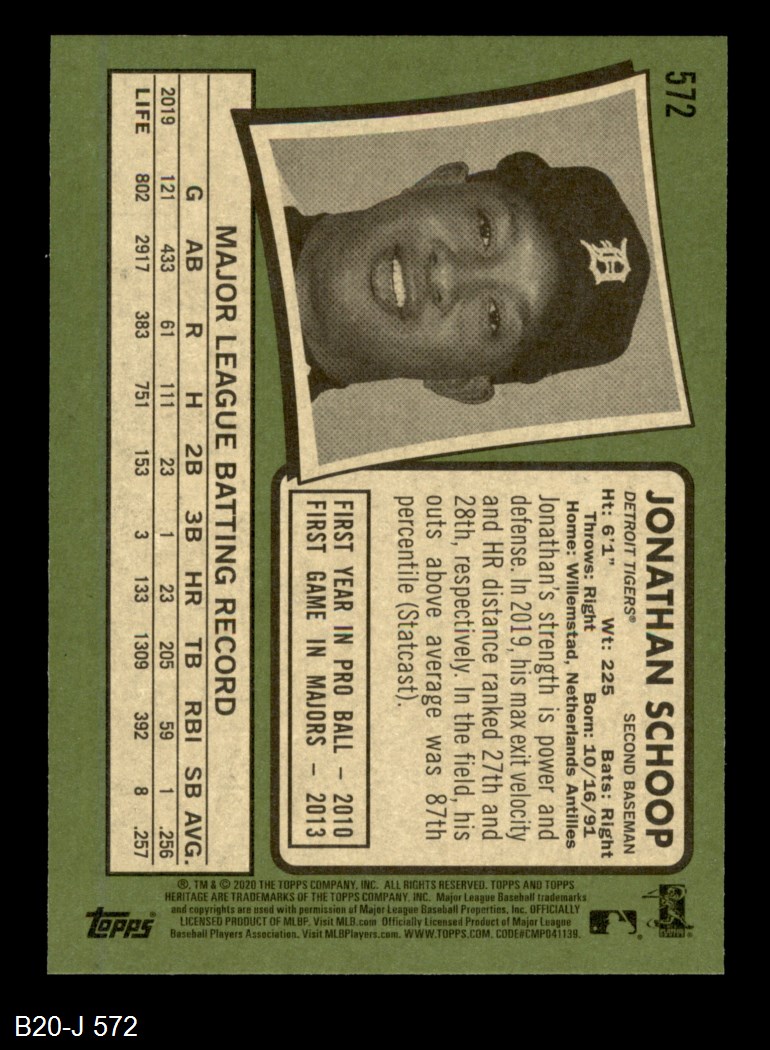 572
JONATHAN SCHOOP
DETROIT TIGERS® SECOND BASEMAN
Ht: 6'1" Wt: 225 Bats: Right
Throws: Right Born: 10/16/91
Home: Willemstad, Netherlands Antilles
Jonathan's strength is power and
defense. In 2019, his max exit velocity
and HR distance ranked 27th and
28th, respectively. In the field, his
outs above average was 87th
percentile (Statcast).
FIRST YEAR IN PRO BALL – 2010
FIRST GAME IN MAJORS – 2013
MAJOR LEAGUE BATTING RECORD
G AB R H 2B 3B HR TB RBI SB AVG.
2019 121 433 61 111 23 1 23 205 59 1 .256
LIFE 802 2917 383 751 153 3 133 1309 392 8 .257
®, TM & © 2020 THE TOPPS COMPANY, INC. ALL RIGHTS RESERVED. TOPPS AND TOPPS
HERITAGE ARE TRADEMARKS OF THE TOPPS COMPANY, INC. Major League Baseball trademarks
and copyrights are used with permission of Major League Baseball Properties, Inc. OFFICIALLY
LICENSED PRODUCT OF MLBP. Visit MLB.com Officially Licensed Product of Major League
Baseball Players Association. Visit MLBPlayers.com. WWW.TOPPS.COM. CODE#CMP041139.
topps®
B20-J 572